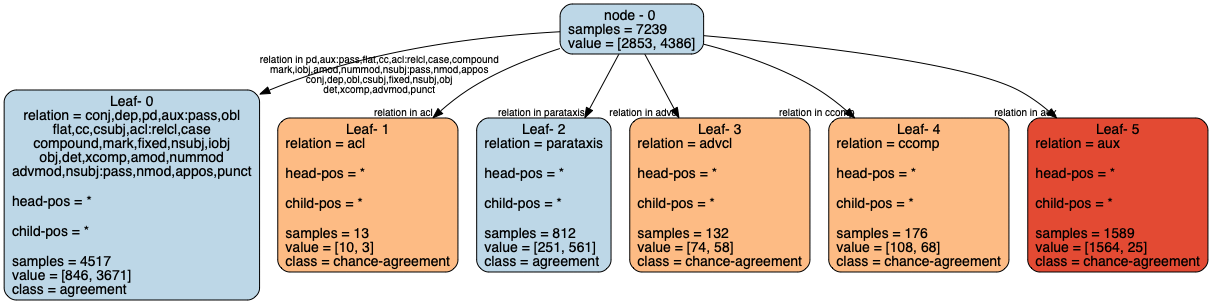 node - 0
samples = 7239
value = [2853, 4386]
relation in pd,aux:pass,flat,cc,acl:relcl,case,compound
mark,iobj,amod,nummod,nsubj:pass,nmod,appos
conj,dep,obl,csubj,fixed,nsubj,obj
det,xcomp,advmod,punct
relation in acl
relation in parataxis
relation in advcl
relation in ccomp
relation in aux
Leaf- 0
relation = conj,dep,pd,aux:pass,obl
flat,cc,csubj,acl:relcl,case
compound,mark,fixed,nsubj,iobj
obj,det,xcomp,amod,nummod
advmod,nsubj:pass,nmod,appos,punct
head-pos = *
child-pos = *
samples = 4517
value = [846, 3671]
class = agreement
Leaf- 1
relation = acl
head-pos = *
child-pos = *
samples = 13
value = [10, 3]
class = chance-agreement
Leaf- 2
relation = parataxis
head-pos = *
child-pos = *
samples = 812
value = [251, 561]
class = agreement
Leaf- 3
relation = advcl
head-pos = *
child-pos = *
samples = 132
value = [74, 58]
class = chance-agreement
Leaf- 4
relation = ccomp
head-pos = *
child-pos = *
samples = 176
value = [108, 68]
class = chance-agreement
Leaf- 5
relation = aux
head-pos = *
child-pos = *
samples = 1589
value = [1564, 25]
class = chance-agreement